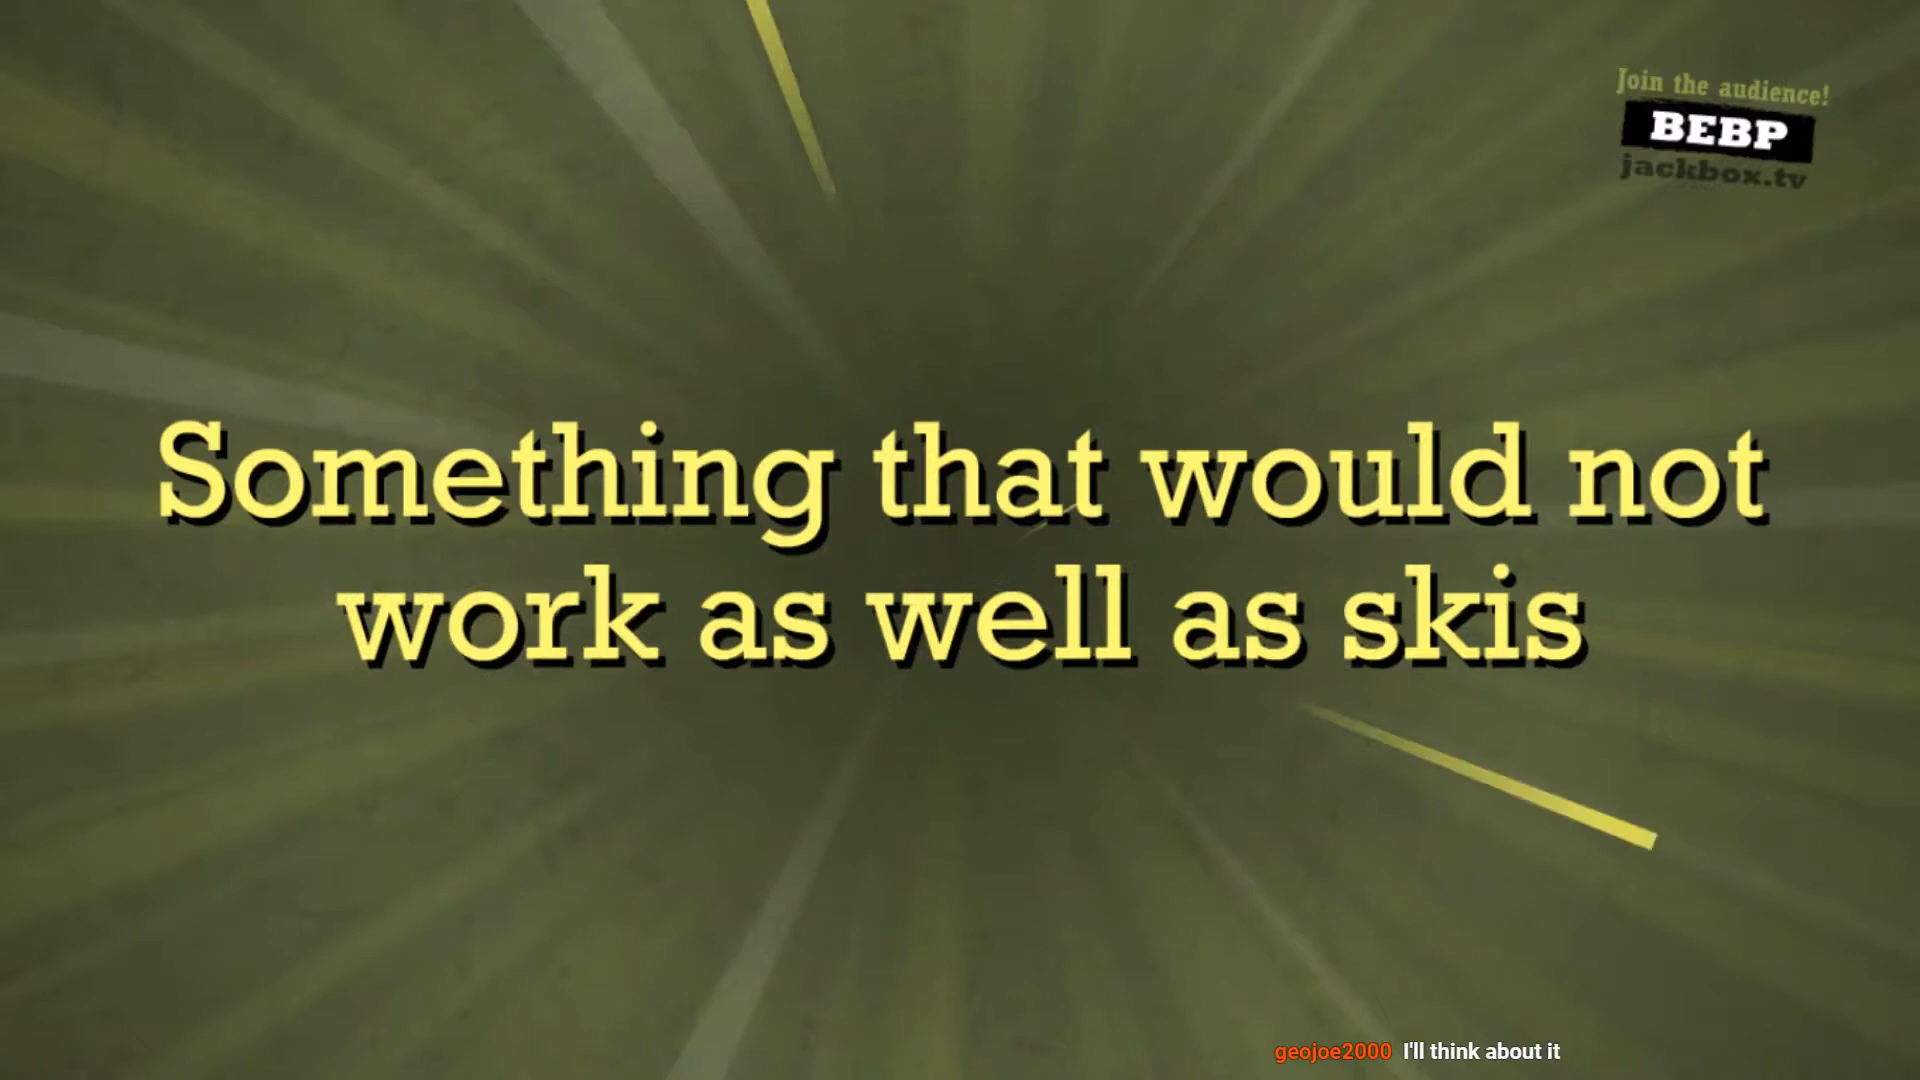 Join the audience!
BEBP
jackbox.tv
Something that would not
work as well as skis
geojoe2000 I'll think about it